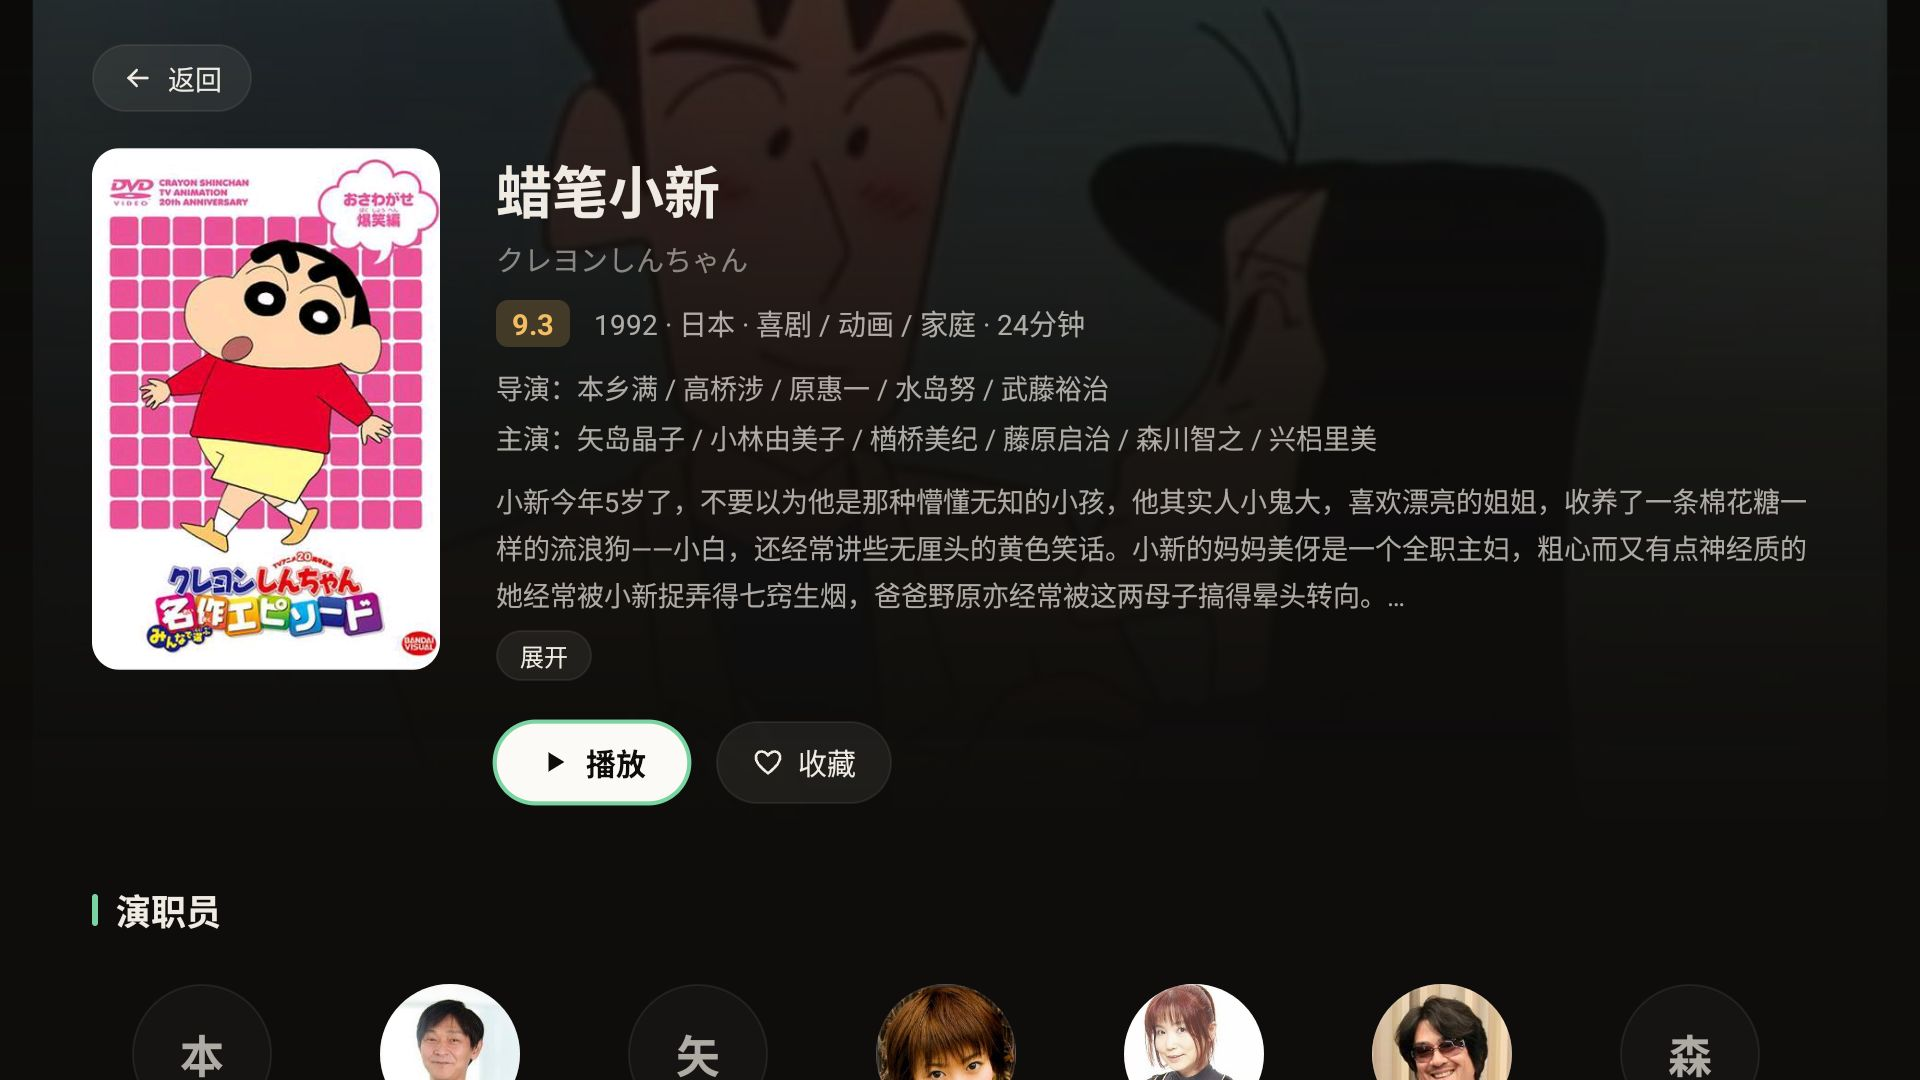 返回
DVD
VIDEO
CRAYON SHINCHAN
TV ANIMATION
20th ANNIVERSARY
おさわがせ
爆笑編
TVアニメ20周年記念
クレヨンしんちゃん
みんなで選ぶ
名作エピソード
BANDAI
VISUAL
蜡笔小新
クレヨンしんちゃん
9.3 1992 · 日本 · 喜剧 / 动画 / 家庭 · 24分钟
导演：本乡满 / 高桥涉 / 原惠一 / 水岛努 / 武藤裕治
主演：矢岛晶子 / 小林由美子 / 楢桥美纪 / 藤原启治 / 森川智之 / 兴梠里美
小新今年5岁了，不要以为他是那种懵懂无知的小孩，他其实人小鬼大，喜欢漂亮的姐姐，收养了一条棉花糖一
样的流浪狗——小白，还经常讲些无厘头的黄色笑话。小新的妈妈美伢是一个全职主妇，粗心而又有点神经质的
她经常被小新捉弄得七窍生烟，爸爸野原亦经常被这两母子搞得晕头转向。...
展开
播放
收藏
演职员
本
矢
森